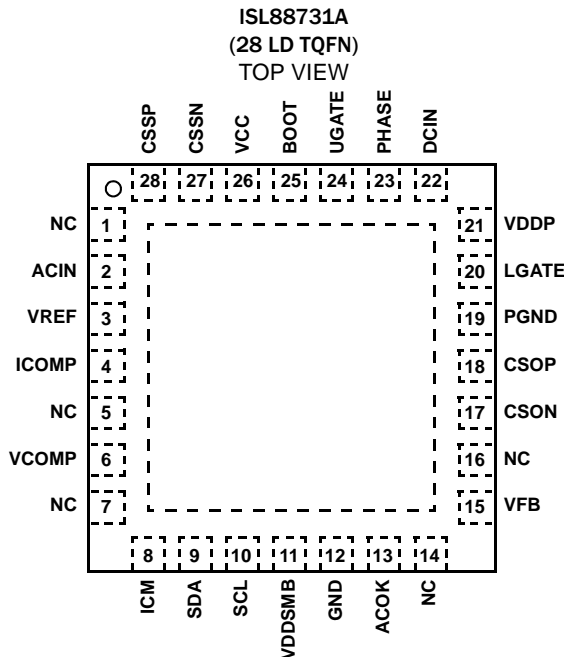 ISL88731A
(28 LD TQFN)
TOP VIEW
CSSP
CSSN
VCC
BOOT
UGATE
PHASE
DCIN
28 27 26 25 24 23 22
NC 1
ACIN 2
VREF 3
ICOMP 4
NC 5
VCOMP 6
NC 7
21 VDDP
20 LGATE
19 PGND
18 CSOP
17 CSON
16 NC
15 VFB
8 9 10 11 12 13 14
ICM
SDA
SCL
VDDSMB
GND
ACOK
NC